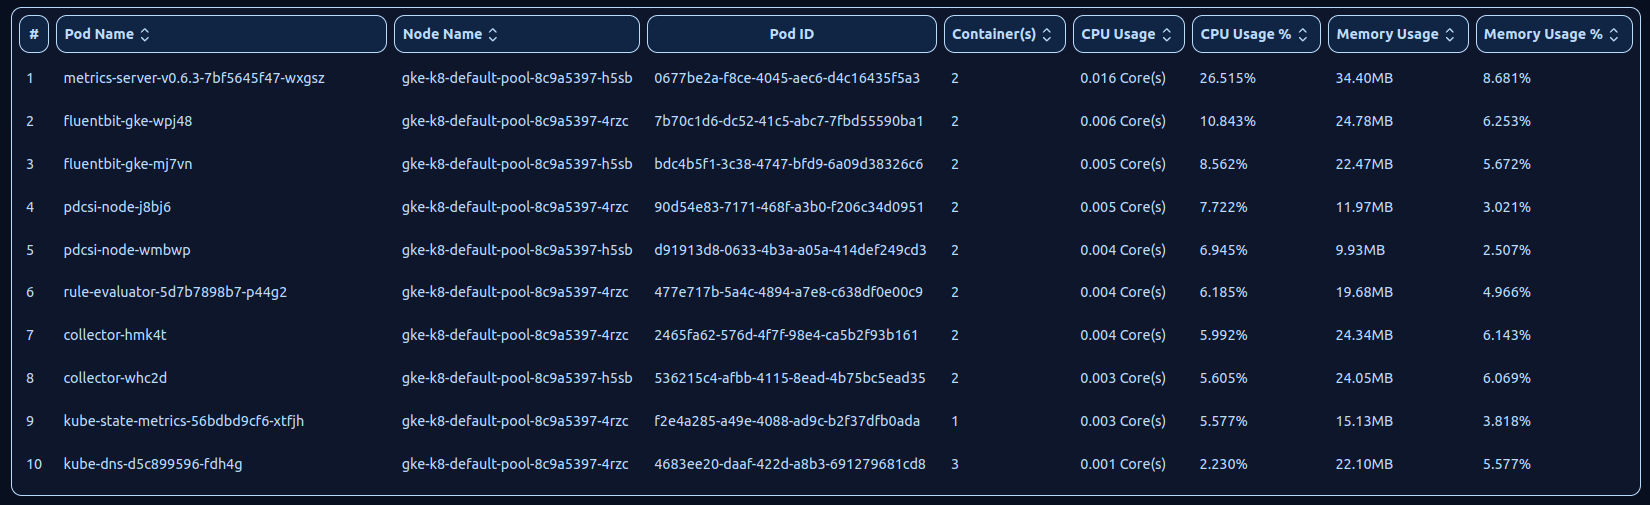 # Pod Name Node Name Pod ID Container(s) CPU Usage CPU Usage % Memory Usage Memory Usage %
1 metrics-server-v0.6.3-7bf5645f47-wxgsz gke-k8-default-pool-8c9a5397-h5sb 0677be2a-f8ce-4045-aec6-d4c16435f5a3 2 0.016 Core(s) 26.515% 34.40MB 8.681%
2 fluentbit-gke-wpj48 gke-k8-default-pool-8c9a5397-4rzc 7b70c1d6-dc52-41c5-abc7-7fbd55590ba1 2 0.006 Core(s) 10.843% 24.78MB 6.253%
3 fluentbit-gke-mj7vn gke-k8-default-pool-8c9a5397-h5sb bdc4b5f1-3c38-4747-bfd9-6a09d38326c6 2 0.005 Core(s) 8.562% 22.47MB 5.672%
4 pdcsi-node-j8bj6 gke-k8-default-pool-8c9a5397-4rzc 90d54e83-7171-468f-a3b0-f206c34d0951 2 0.005 Core(s) 7.722% 11.97MB 3.021%
5 pdcsi-node-wmbwp gke-k8-default-pool-8c9a5397-h5sb d91913d8-0633-4b3a-a05a-414def249cd3 2 0.004 Core(s) 6.945% 9.93MB 2.507%
6 rule-evaluator-5d7b7898b7-p44g2 gke-k8-default-pool-8c9a5397-4rzc 477e717b-5a4c-4894-a7e8-c638df0e00c9 2 0.004 Core(s) 6.185% 19.68MB 4.966%
7 collector-hmk4t gke-k8-default-pool-8c9a5397-4rzc 2465fa62-576d-4f7f-98e4-ca5b2f93b161 2 0.004 Core(s) 5.992% 24.34MB 6.143%
8 collector-whc2d gke-k8-default-pool-8c9a5397-h5sb 536215c4-afbb-4115-8ead-4b75bc5ead35 2 0.003 Core(s) 5.605% 24.05MB 6.069%
9 kube-state-metrics-56bdbd9cf6-xtfjh gke-k8-default-pool-8c9a5397-4rzc f2e4a285-a49e-4088-ad9c-b2f37dfb0ada 1 0.003 Core(s) 5.577% 15.13MB 3.818%
10 kube-dns-d5c899596-fdh4g gke-k8-default-pool-8c9a5397-4rzc 4683ee20-daaf-422d-a8b3-691279681cd8 3 0.001 Core(s) 2.230% 22.10MB 5.577%